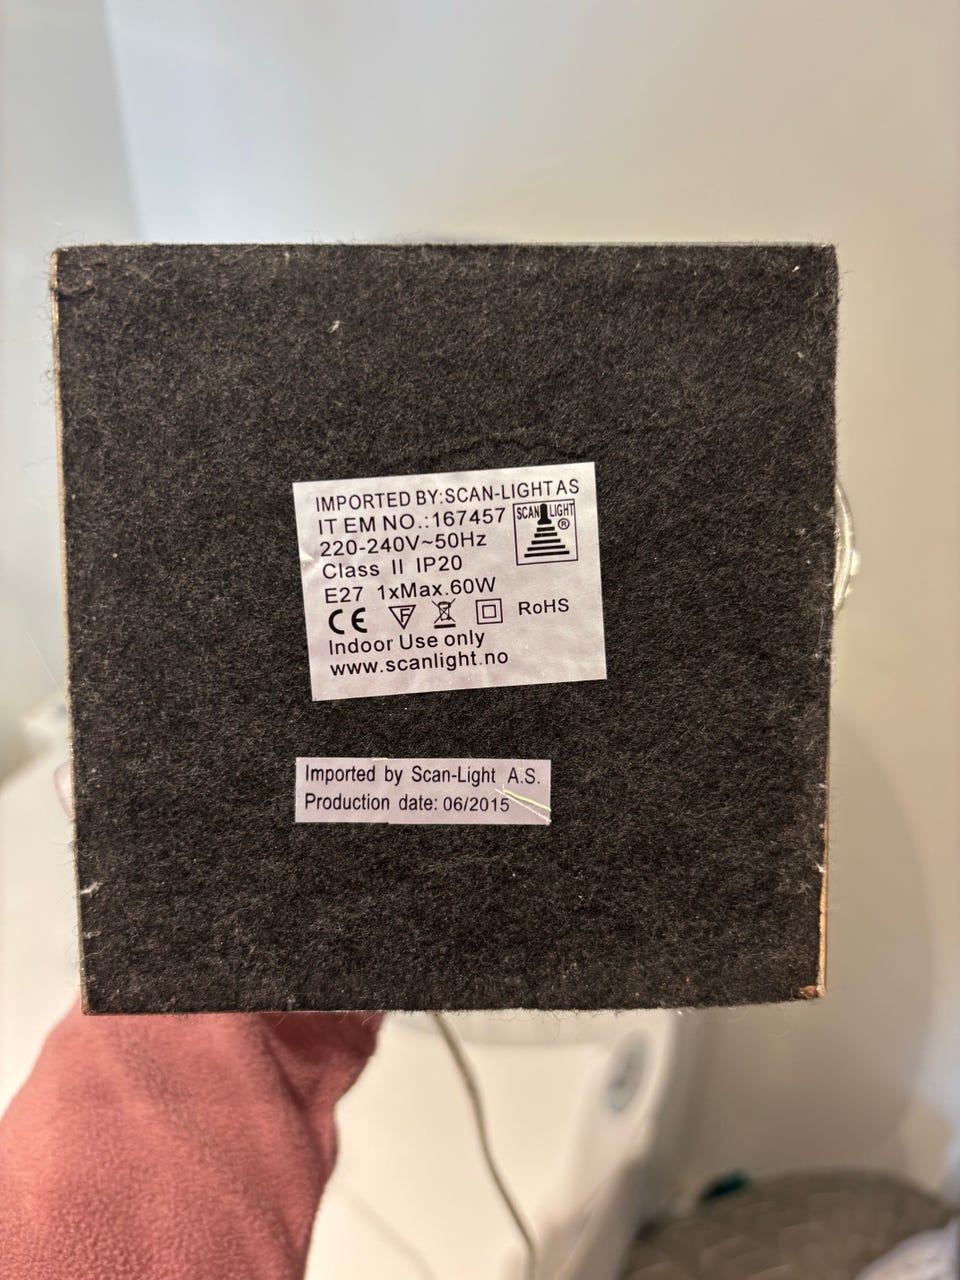 IMPORTED BY:SCAN-LIGHT AS
IT EM NO.:167457
SCAN LIGHT
®
220-240V~50Hz
Class II IP20
E27 1xMax.60W
CE F RoHS
Indoor Use only
www.scanlight.no
Imported by Scan-Light A.S.
Production date: 06/2015